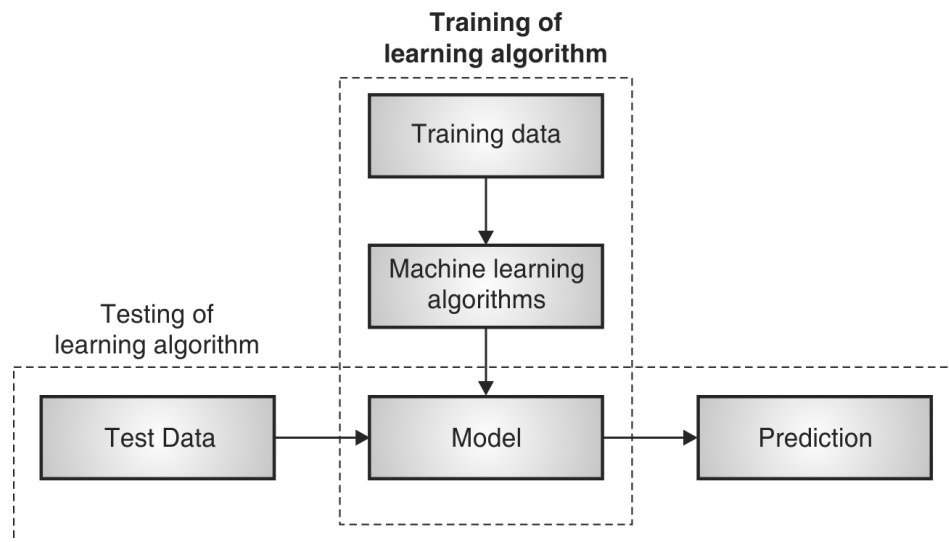 Training of
learning algorithm
Training data
Machine learning
algorithms
Testing of
learning algorithm
Test Data
Model
Prediction